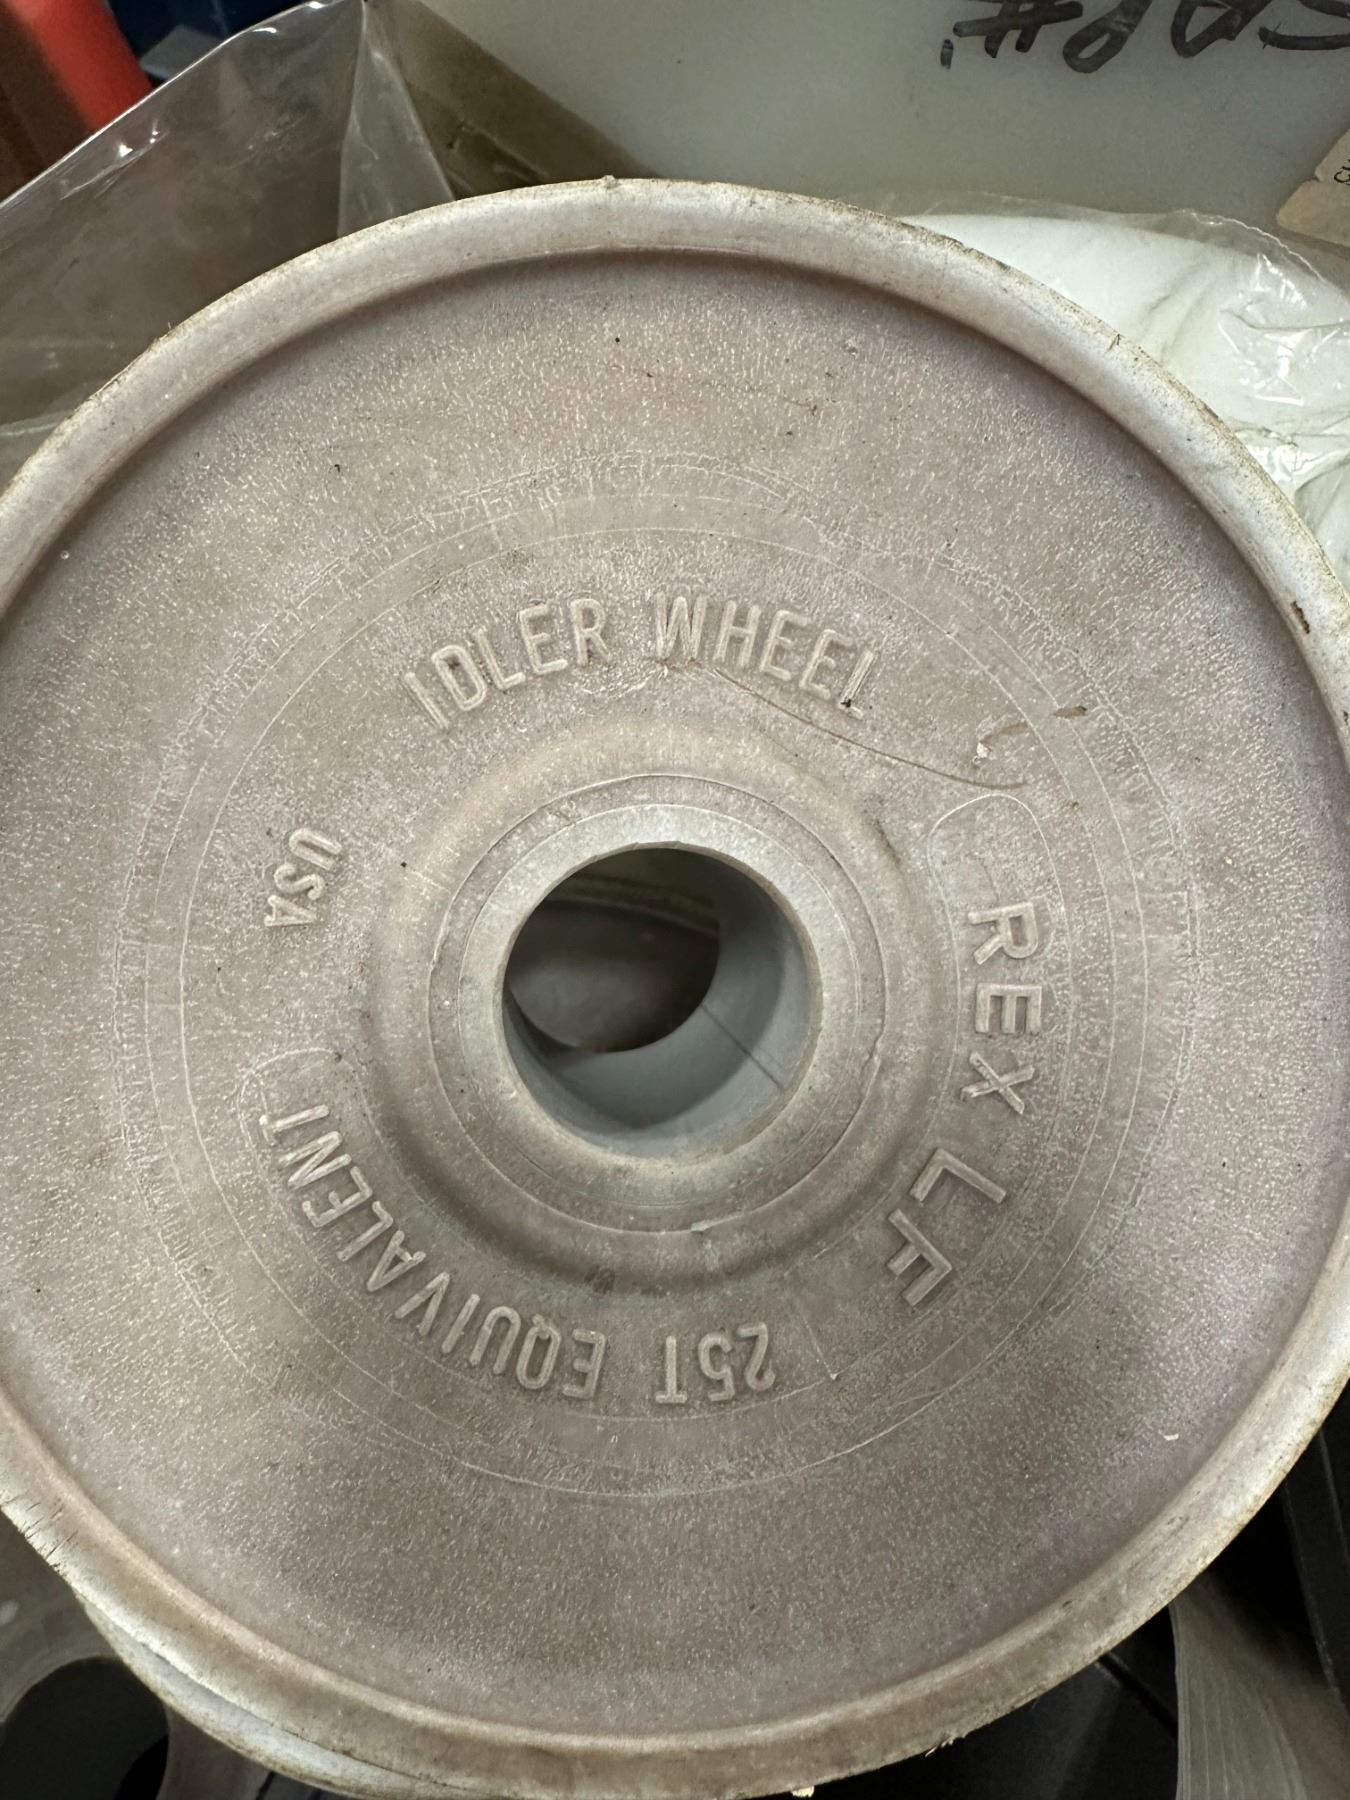 IDLER WHEEL
REX LF
25T EQUIVALENT
USA